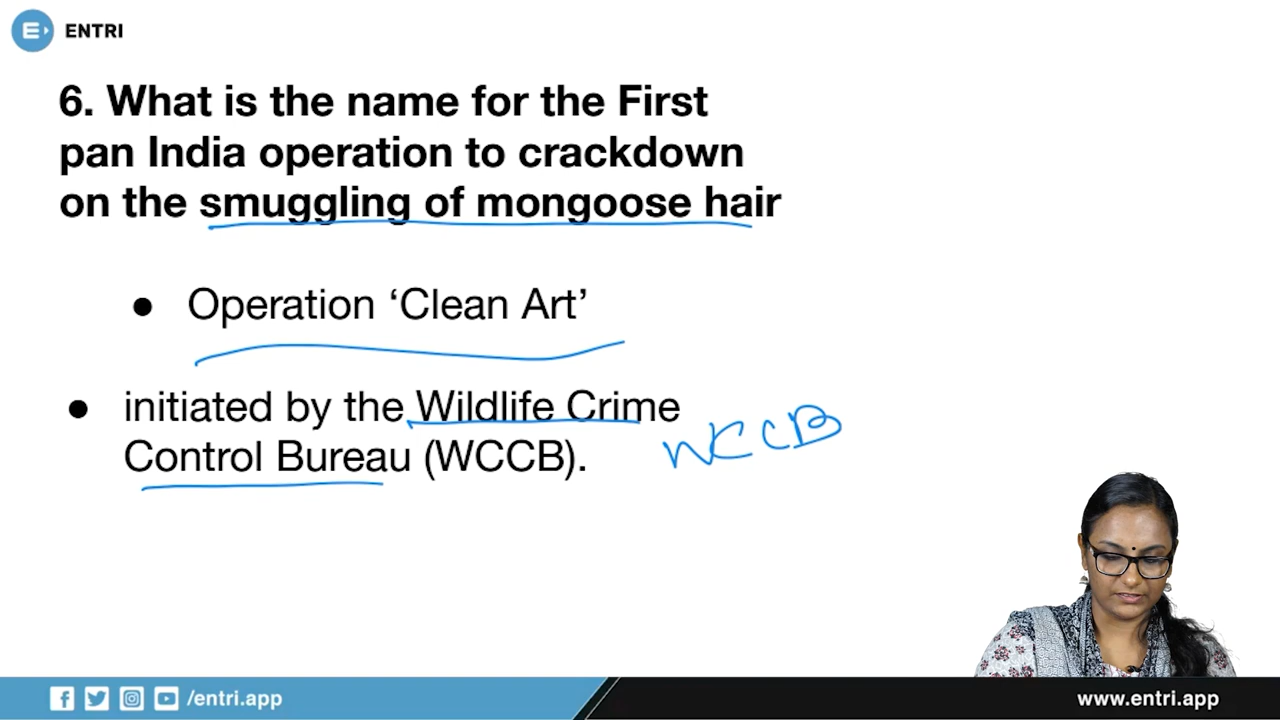 ENTRI
6. What is the name for the First
pan India operation to crackdown
on the smuggling of mongoose hair
● Operation ‘Clean Art’
● initiated by the Wildlife Crime
Control Bureau (WCCB).
WCCB
/entri.app
www.entri.app